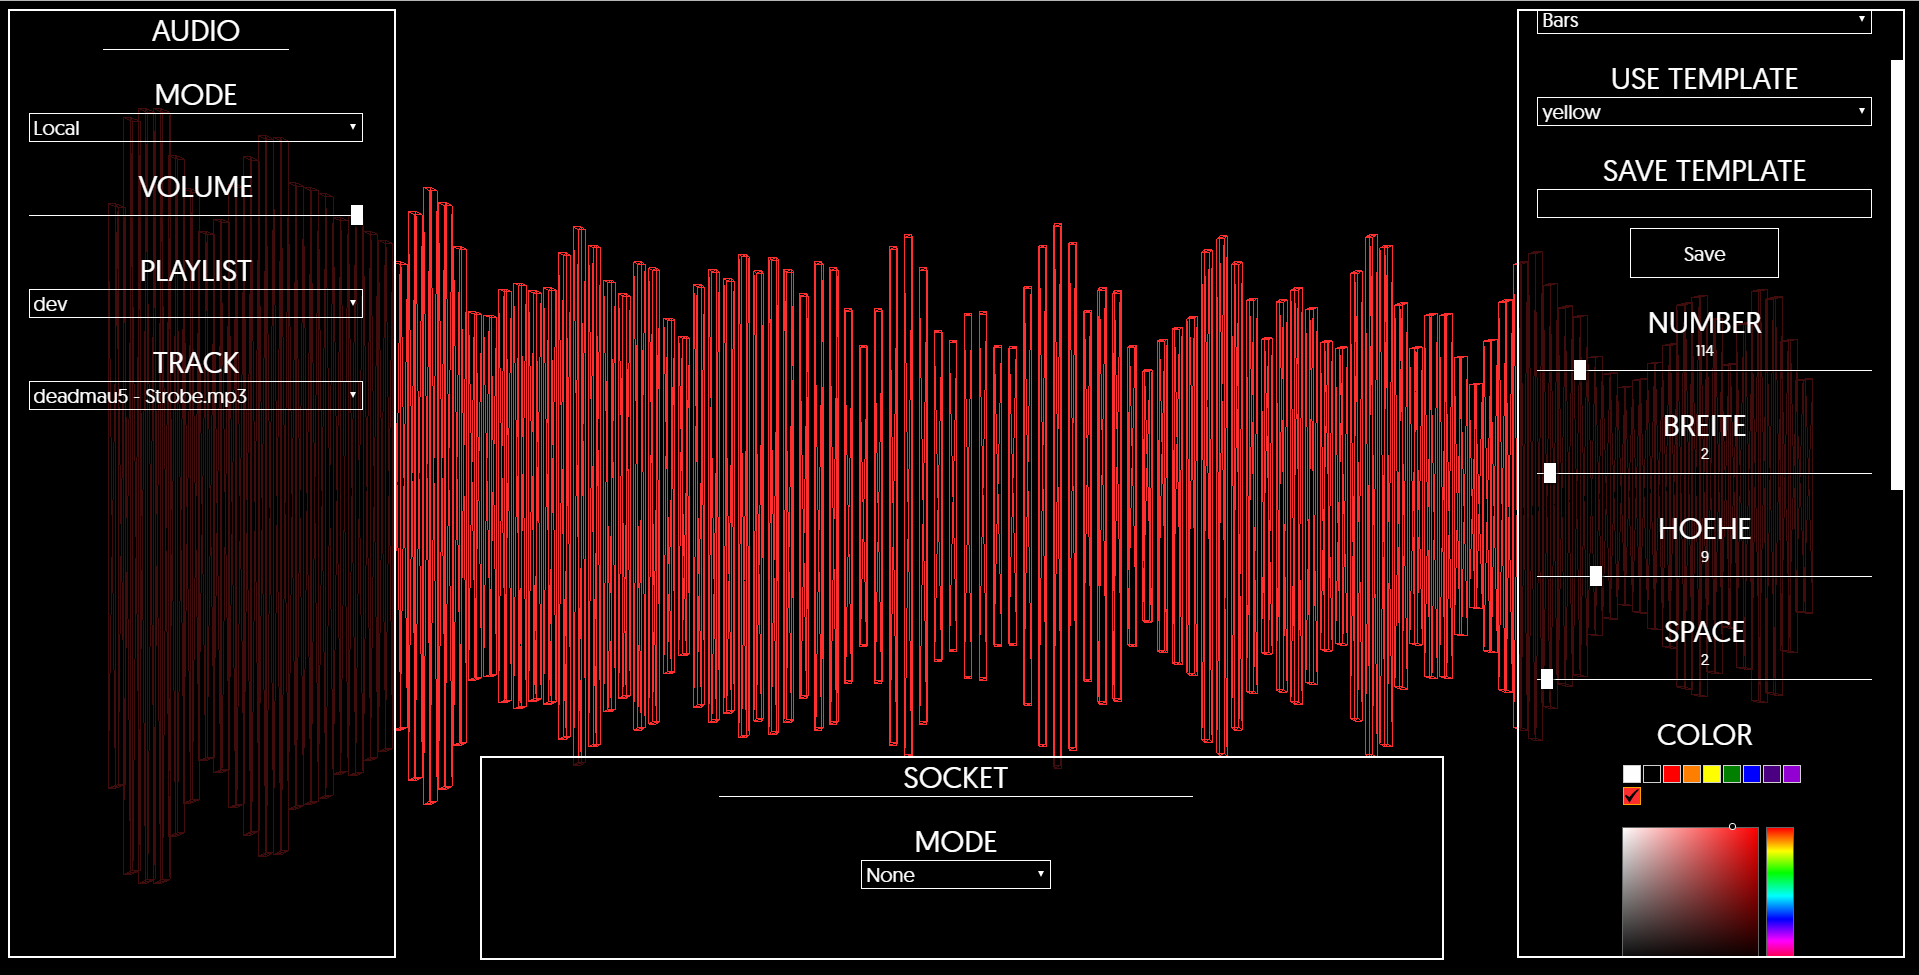 AUDIO
MODE
Local
VOLUME
PLAYLIST
dev
TRACK
deadmau5 - Strobe.mp3
SOCKET
MODE
None
Bars
USE TEMPLATE
yellow
SAVE TEMPLATE
Save
NUMBER
114
BREITE
2
HOEHE
9
SPACE
2
COLOR